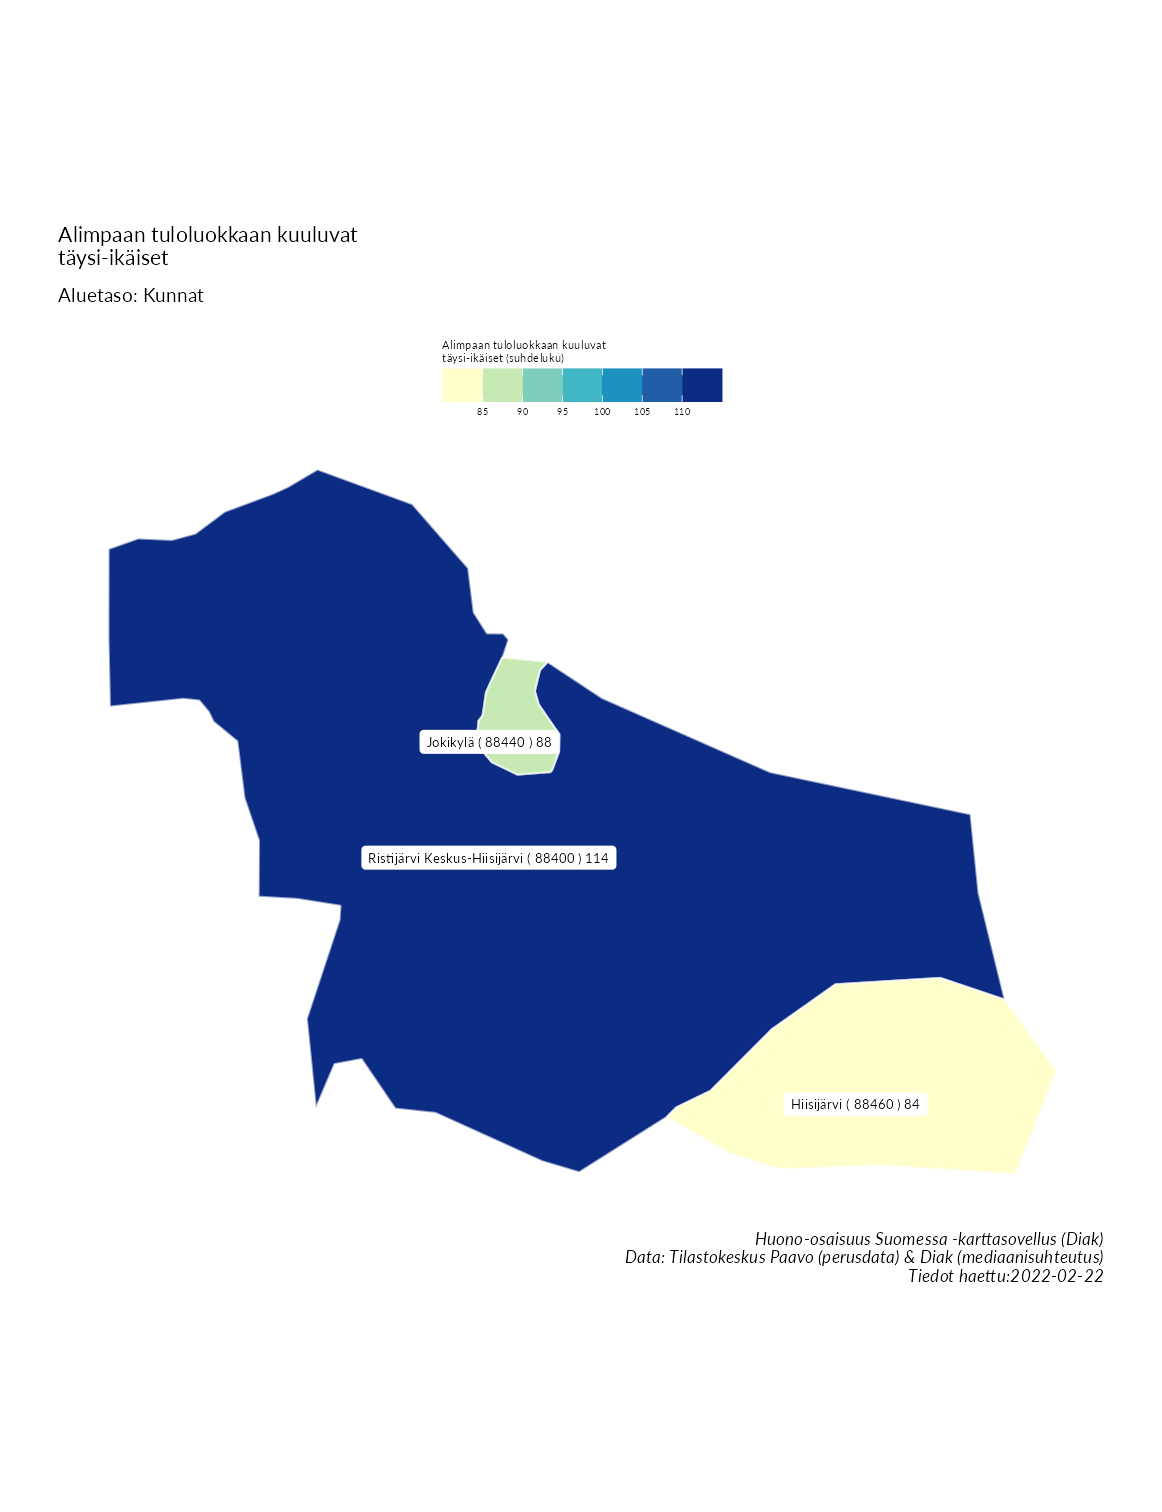 Alimpaan tuloluokkaan kuuluvat
täysi-ikäiset
Aluetaso: Kunnat
Alimpaan tuloluokkaan kuuluvat
täysi-ikäiset (suhdeluku)
85 90 95 100 105 110
Jokikylä ( 88440 ) 88
Ristijärvi Keskus-Hiisijärvi ( 88400 ) 114
Hiisijärvi ( 88460 ) 84
Huono-osaisuus Suomessa -karttasovellus (Diak)
Data: Tilastokeskus Paavo (perusdata) & Diak (mediaanisuhteutus)
Tiedot haettu:2022-02-22